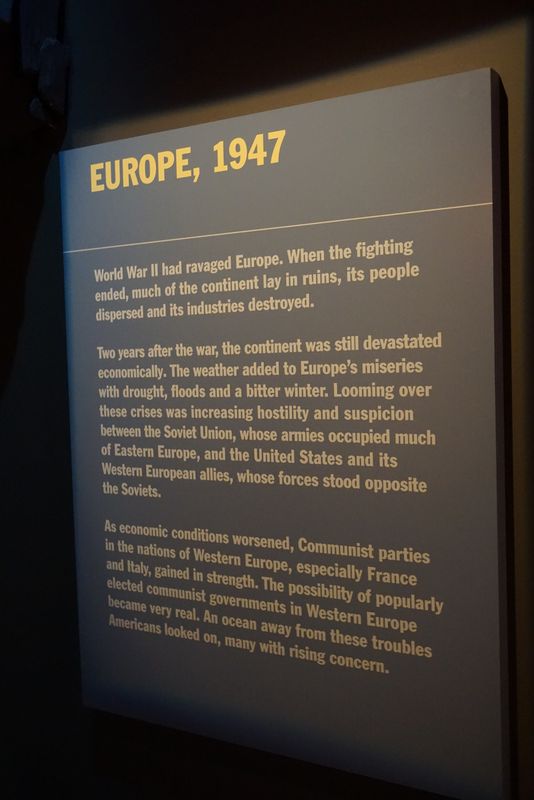 EUROPE, 1947
World War II had ravaged Europe. When the fighting
ended, much of the continent lay in ruins, its people
dispersed and its industries destroyed.
Two years after the war, the continent was still devastated
economically. The weather added to Europe's miseries
with drought, floods and a bitter winter. Looming over
these crises was increasing hostility and suspicion
between the Soviet Union, whose armies occupied much
of Eastern Europe, and the United States and its
Western European allies, whose forces stood opposite
the Soviets.
As economic conditions worsened, Communist parties
in the nations of Western Europe, especially France
and Italy, gained in strength. The possibility of popularly
elected communist governments in Western Europe
became very real. An ocean away from these troubles
Americans looked on, many with rising concern.